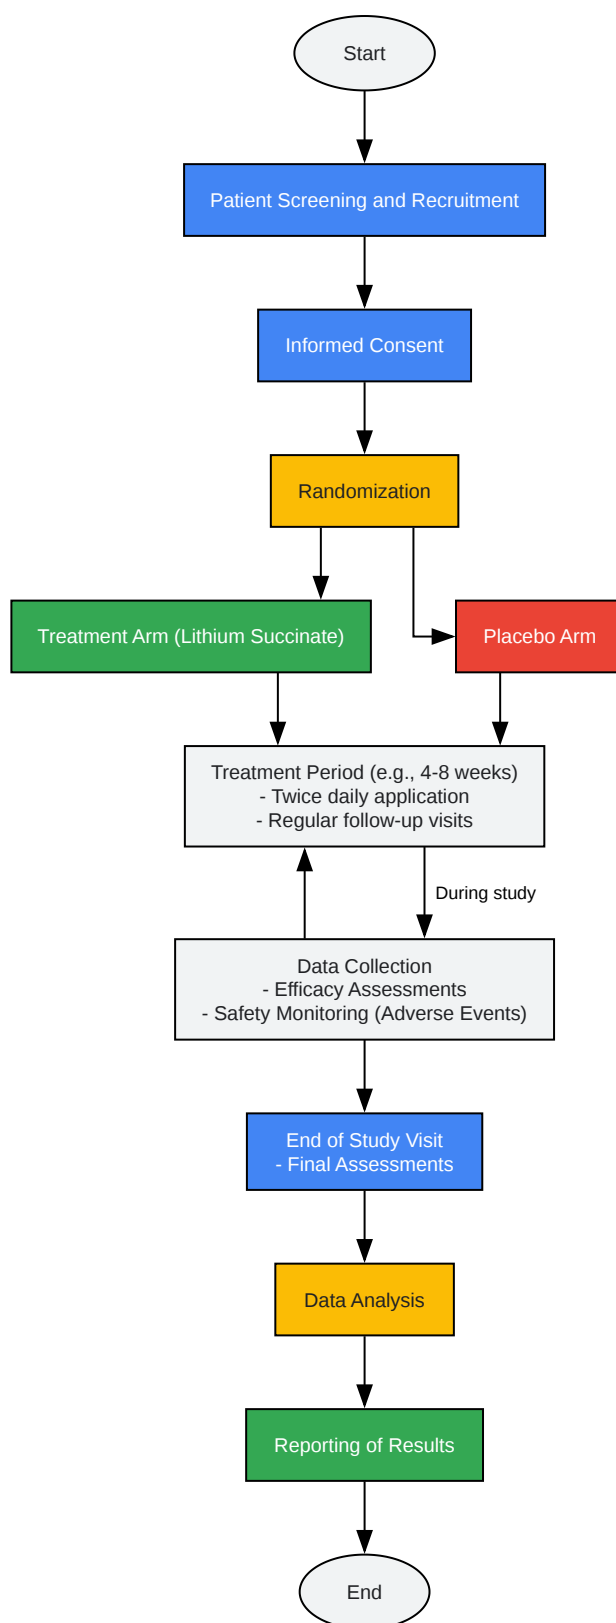 Start
Patient Screening and Recruitment
Informed Consent
Randomization
Treatment Arm (Lithium Succinate)
Placebo Arm
Treatment Period (e.g., 4-8 weeks)
- Twice daily application
- Regular follow-up visits
During study
Data Collection
- Efficacy Assessments
- Safety Monitoring (Adverse Events)
End of Study Visit
- Final Assessments
Data Analysis
Reporting of Results
End